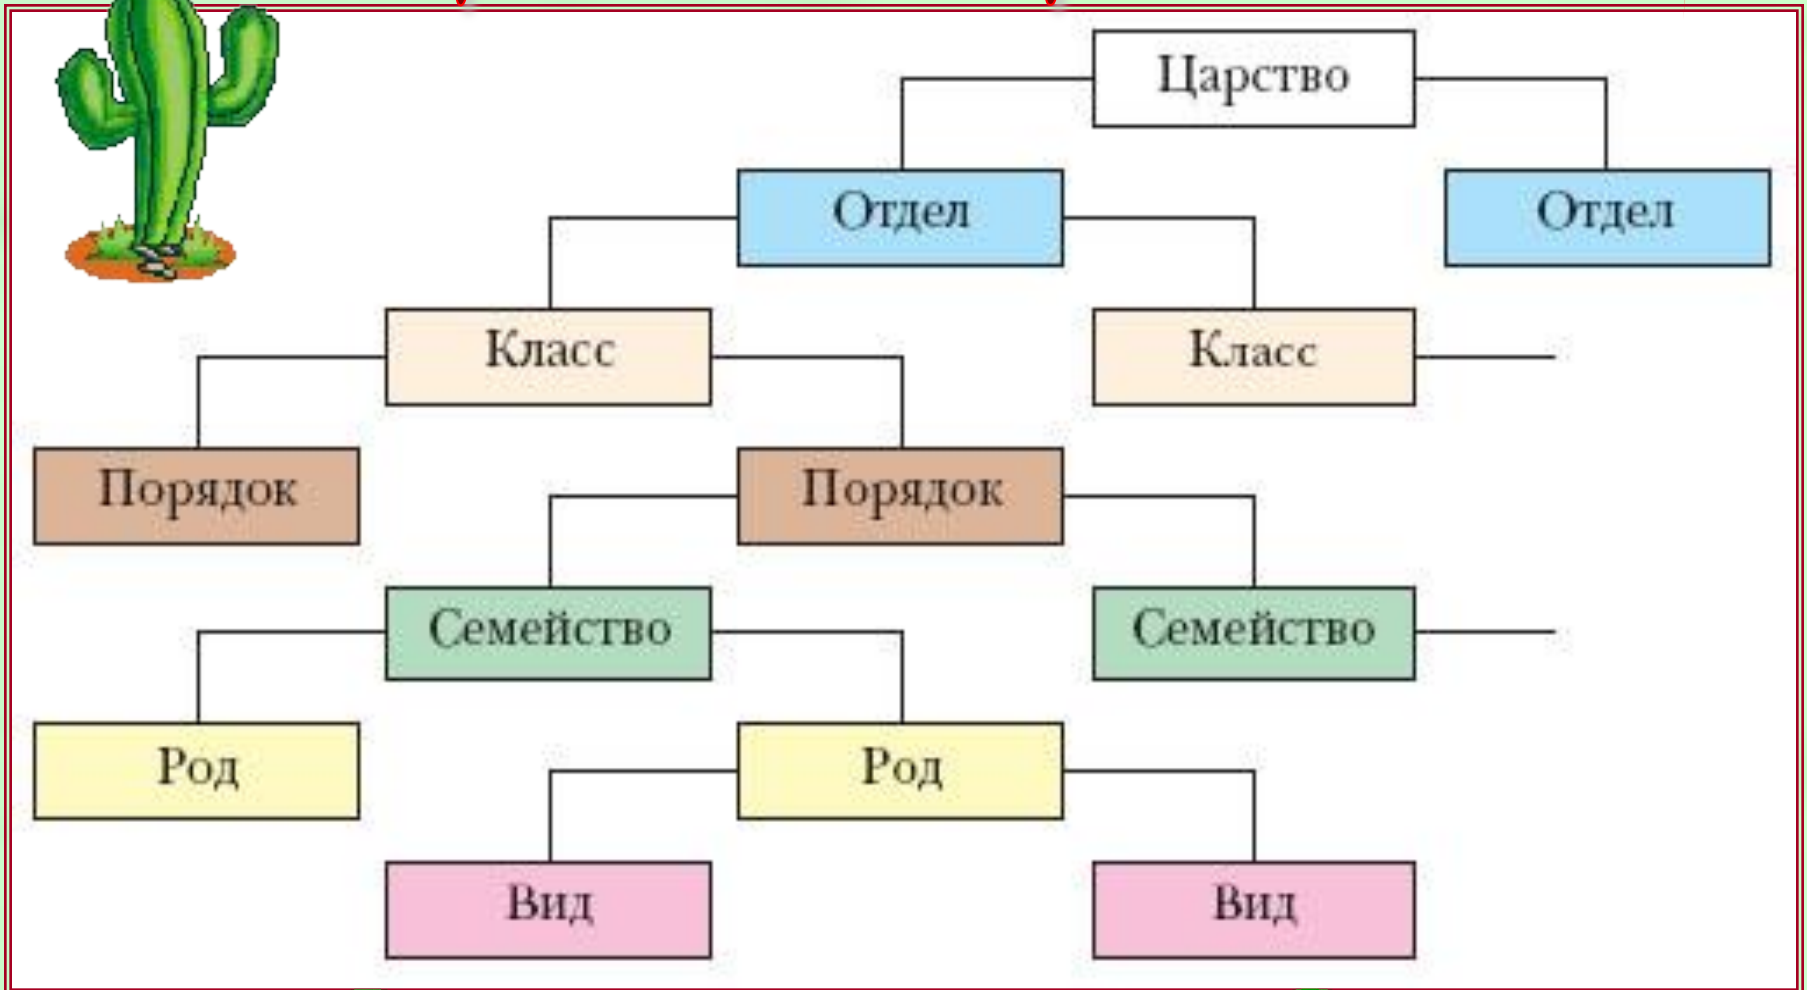 Царство
Отдел
Отдел
Класс
Класс
Порядок
Порядок
Семейство
Семейство
Род
Род
Вид
Вид